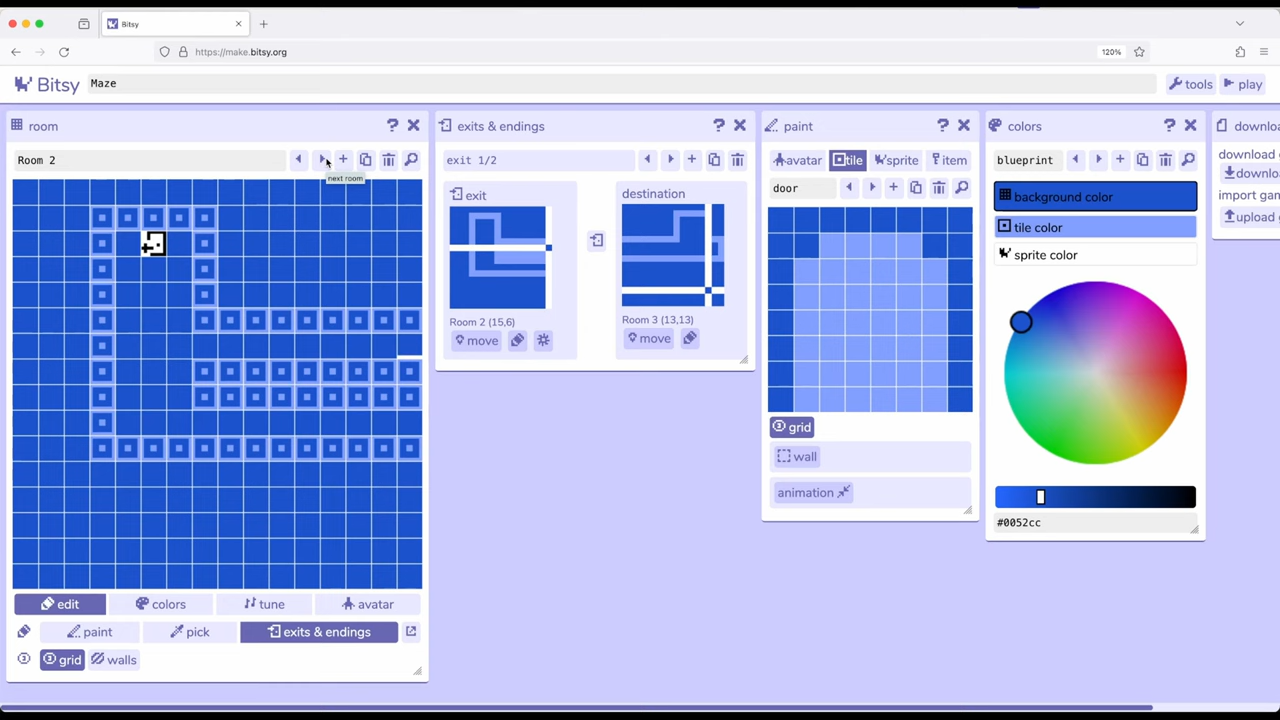 Bitsy
https://make.bitsy.org
120%
Bitsy
Maze
tools
play
room
?
Room 2
next room
edit
colors
tune
avatar
paint
pick
exits & endings
grid
walls
exits & endings
?
exit 1/2
exit
destination
Room 2 (15,6)
Room 3 (13,13)
move
move
paint
?
avatar
tile
sprite
item
door
grid
wall
animation
colors
?
blueprint
background color
tile color
sprite color
#0052cc
downloa
download g
downloa
import gam
upload g